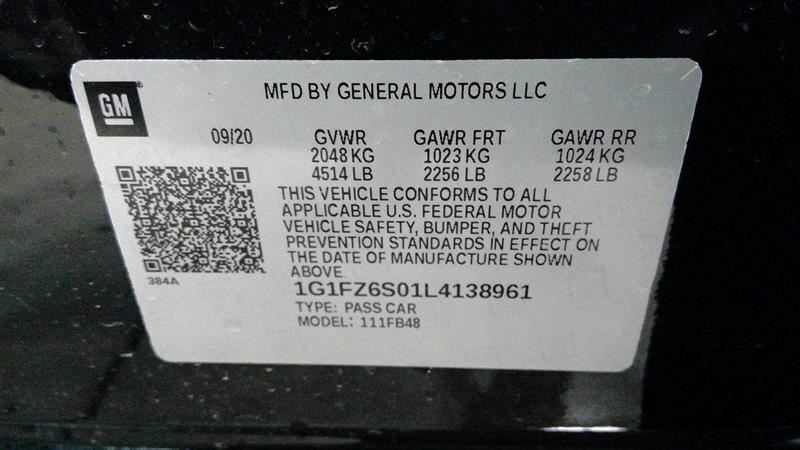 GM
MFD BY GENERAL MOTORS LLC
09/20 GVWR GAWR FRT GAWR RR
2048 KG 1023 KG 1024 KG
4514 LB 2256 LB 2258 LB
THIS VEHICLE CONFORMS TO ALL
APPLICABLE U.S. FEDERAL MOTOR
VEHICLE SAFETY, BUMPER, AND THEFT
PREVENTION STANDARDS IN EFFECT ON
THE DATE OF MANUFACTURE SHOWN
ABOVE.
384A
1G1FZ6S01L4138961
TYPE: PASS CAR
MODEL: 111FB48